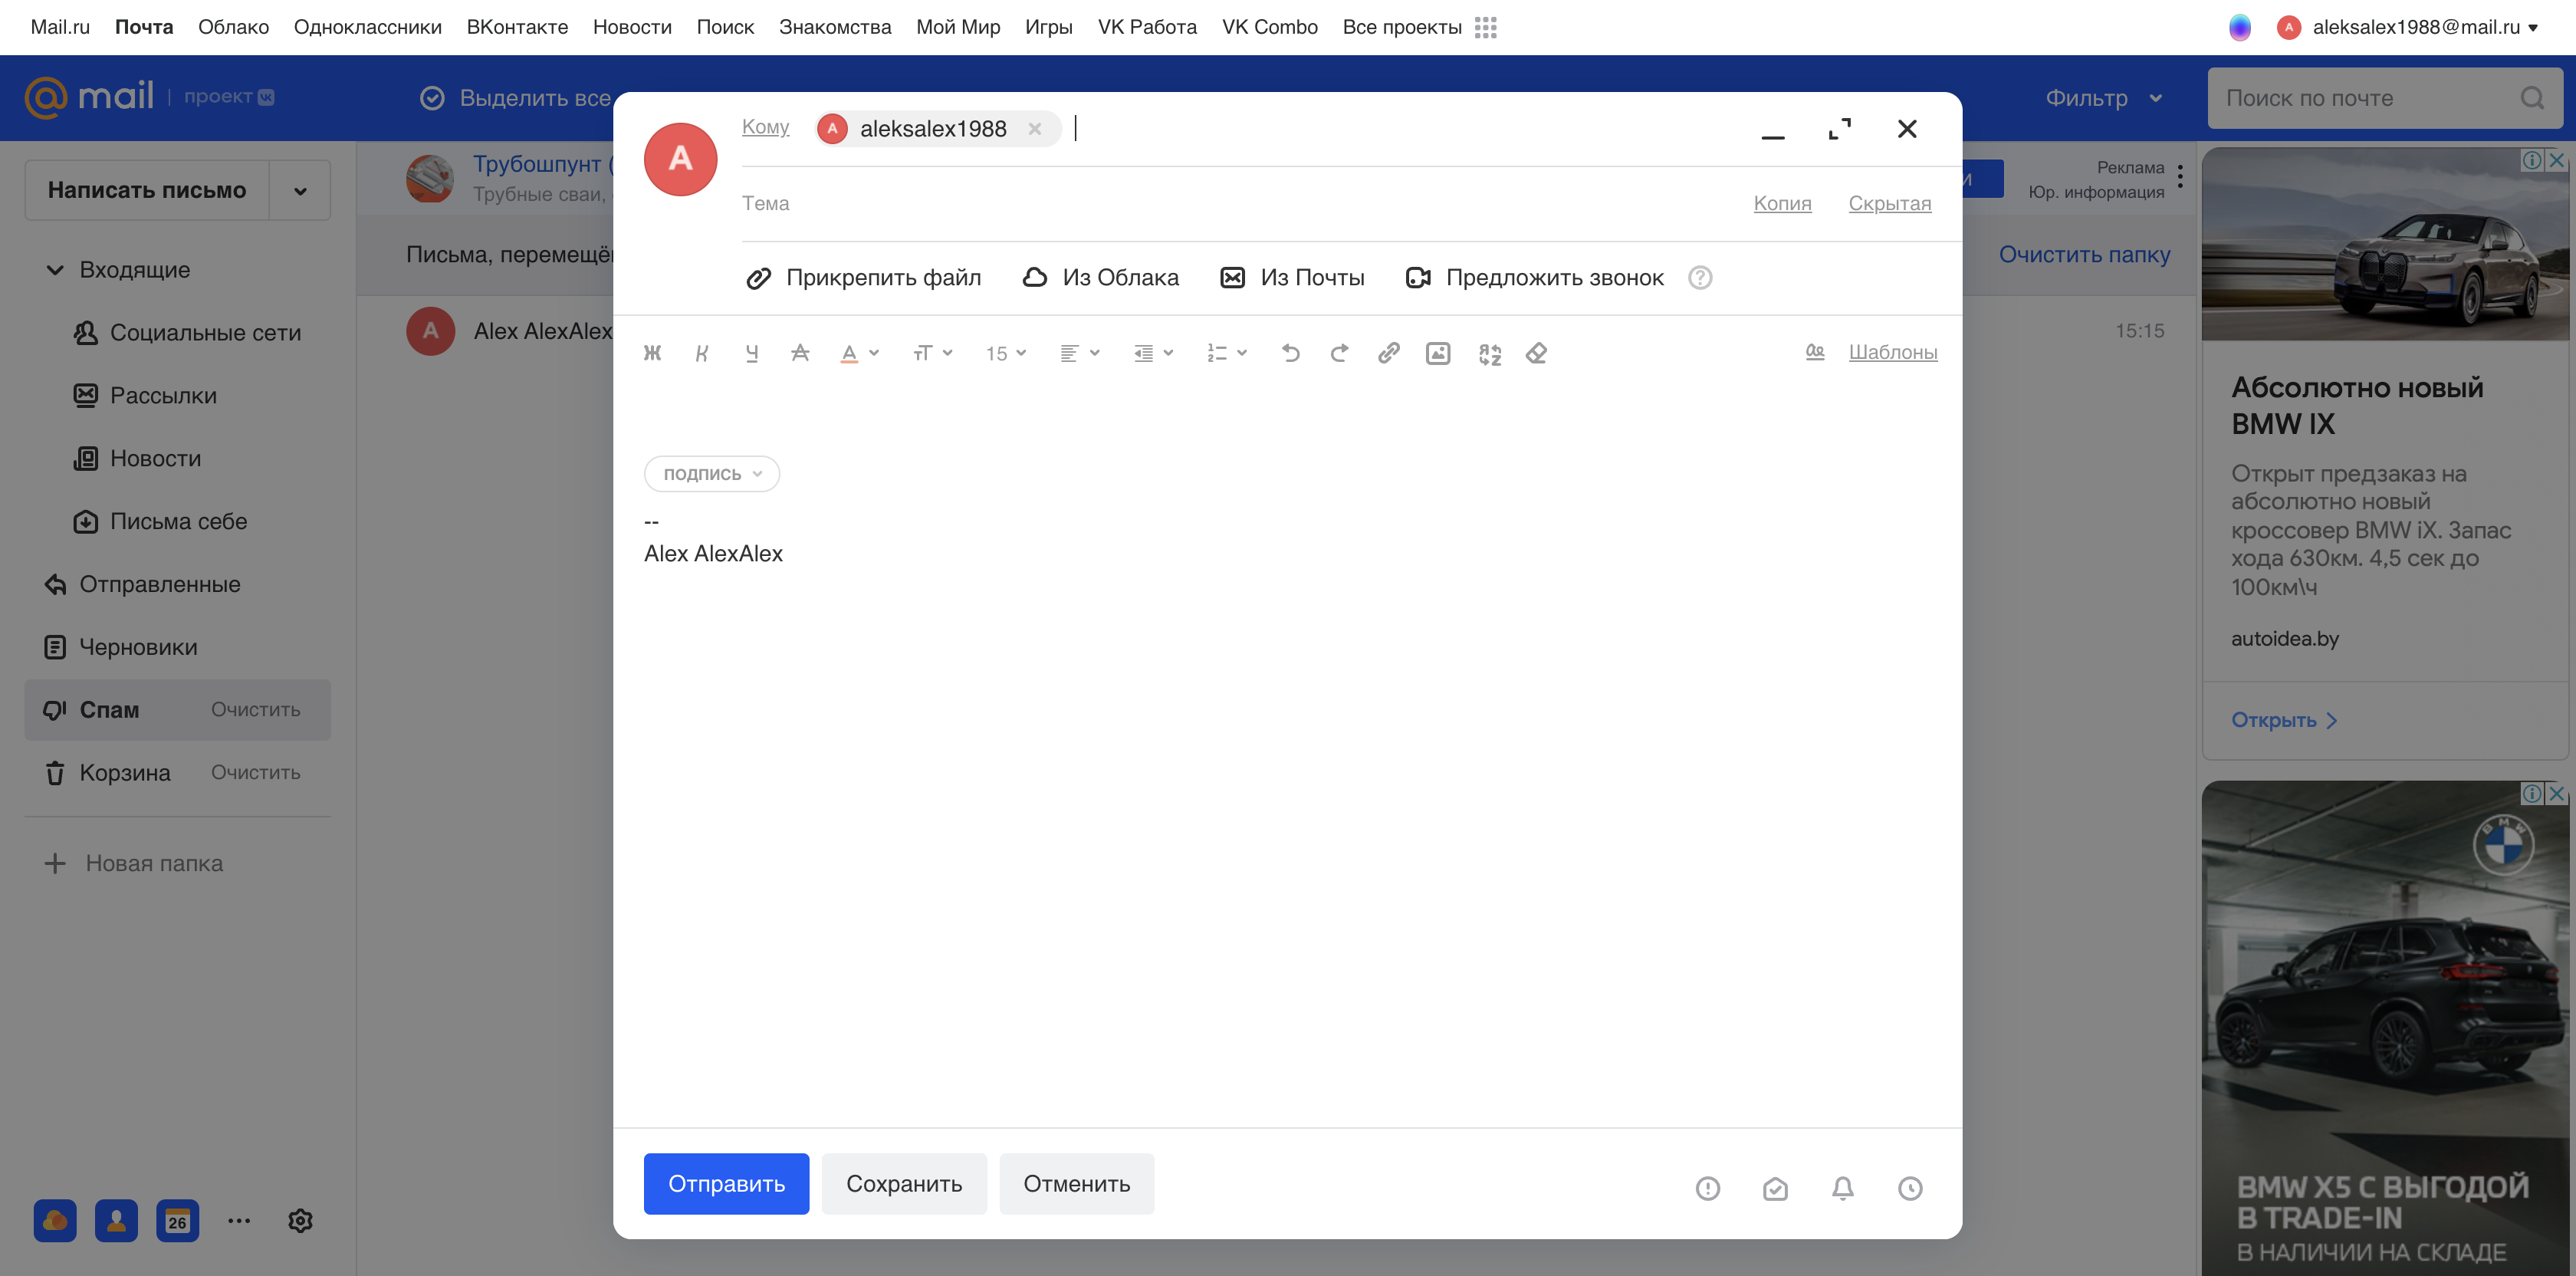 Mail.ru Почта Облако Одноклассники ВКонтакте Новости Поиск Знакомства Мой Мир Игры VK Работа VK Combo Все проекты
A aleksalex1988@mail.ru
@mail | проект
Выделить все
Фильтр
Поиск по почте
Написать письмо
Входящие
Социальные сети
Рассылки
Новости
Письма себе
Отправленные
Черновики
Спам Очистить
Корзина Очистить
Новая папка
26
Трубошпунт (
Трубные сваи,
Письма, перемещё
A Alex AlexAlex
A
Кому A aleksalex1988
Тема Копия Скрытая
Прикрепить файл Из Облака Из Почты Предложить звонок
Ж К Ч A A тТ 15 Шаблоны
ПОДПИСЬ
--
Alex AlexAlex
Отправить Сохранить Отменить
и
Реклама
Юр. информация
Очистить папку
15:15
Абсолютно новый
BMW IX
Открыт предзаказ на
абсолютно новый
кроссовер BMW iX. Запас
хода 630км. 4,5 сек до
100км\ч
autoidea.by
Открыть
BMW
BMW X5 С ВЫГОДОЙ
В TRADE-IN
В НАЛИЧИИ НА СКЛАДЕ